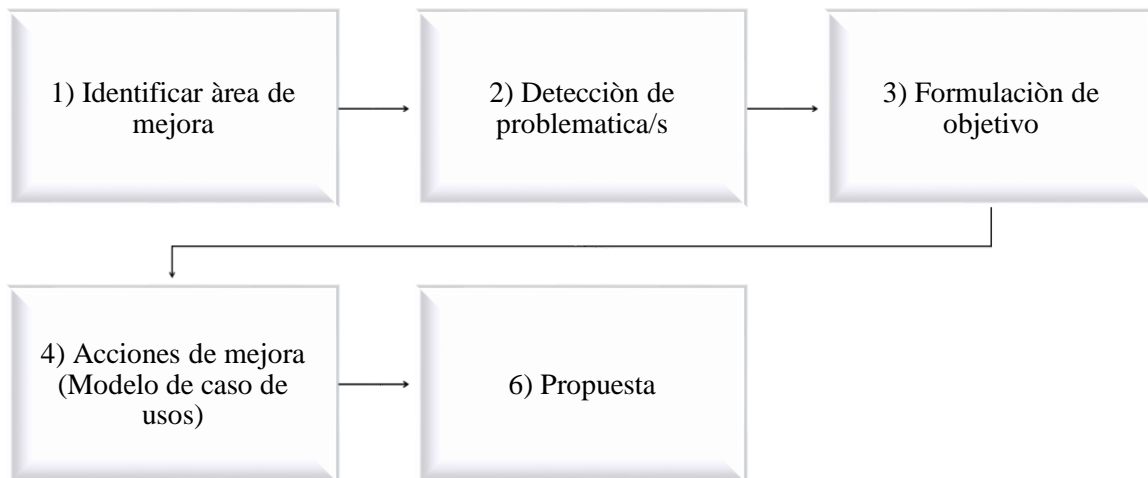 1) Identificar àrea de
mejora
2) Detecciòn de
problematica/s
3) Formulaciòn de
objetivo
4) Acciones de mejora
(Modelo de caso de
usos)
6) Propuesta